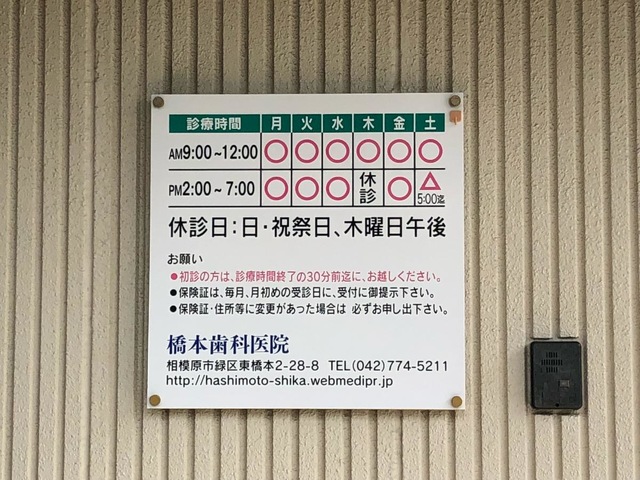 診療時間 月 火 水 木 金 土
AM9:00~12:00 ○ ○ ○ ○ ○ ○
PM2:00~7:00 ○ ○ ○ 休診 ○ △ 5:00迄
休診日:日・祝祭日、木曜日午後
お願い
●初診の方は、診療時間終了の30分前迄に、お越しください。
●保険証は、毎月、月初めの受診日に、受付に御提示下さい。
●保険証・住所等に変更があった場合は 必ずお申し出下さい。
橋本歯科医院
相模原市緑区東橋本2-28-8 TEL(042)774-5211
http://hashimoto-shika.webmedipr.jp